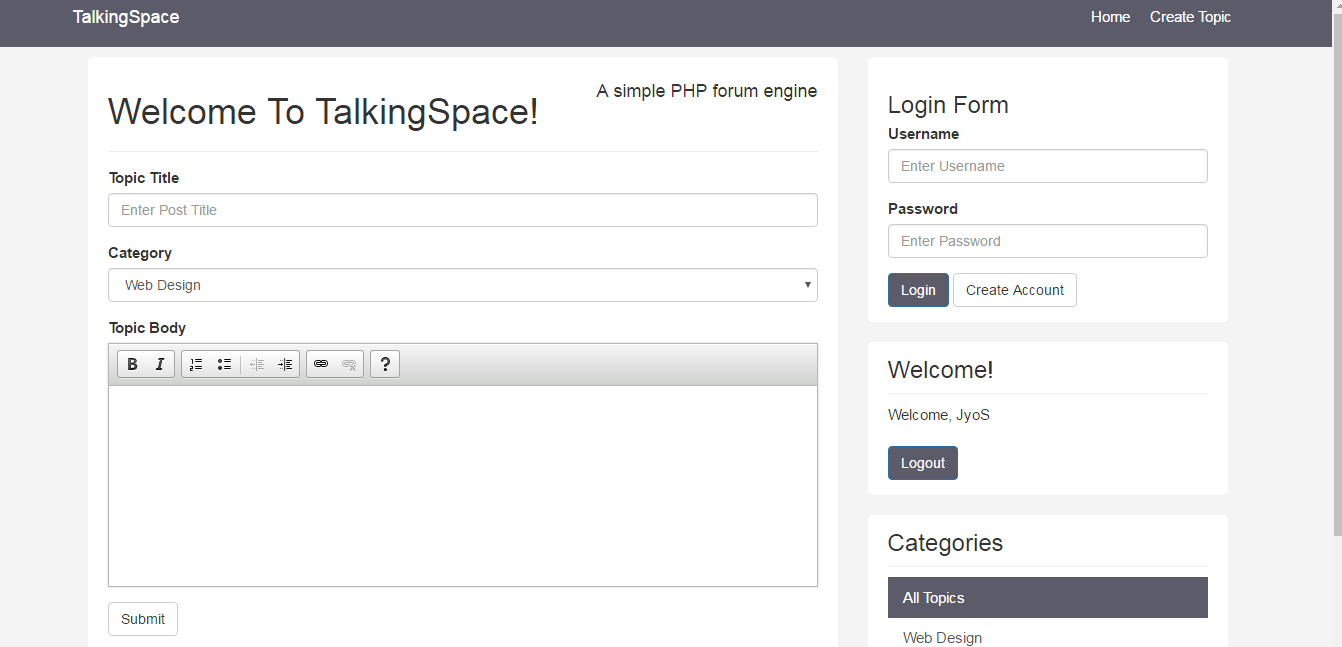 TalkingSpace
Home Create Topic
Welcome To TalkingSpace!
A simple PHP forum engine
Topic Title
Enter Post Title
Category
Web Design
Topic Body
B I ?
Submit
Login Form
Username
Enter Username
Password
Enter Password
Login Create Account
Welcome!
Welcome, JyoS
Logout
Categories
All Topics
Web Design